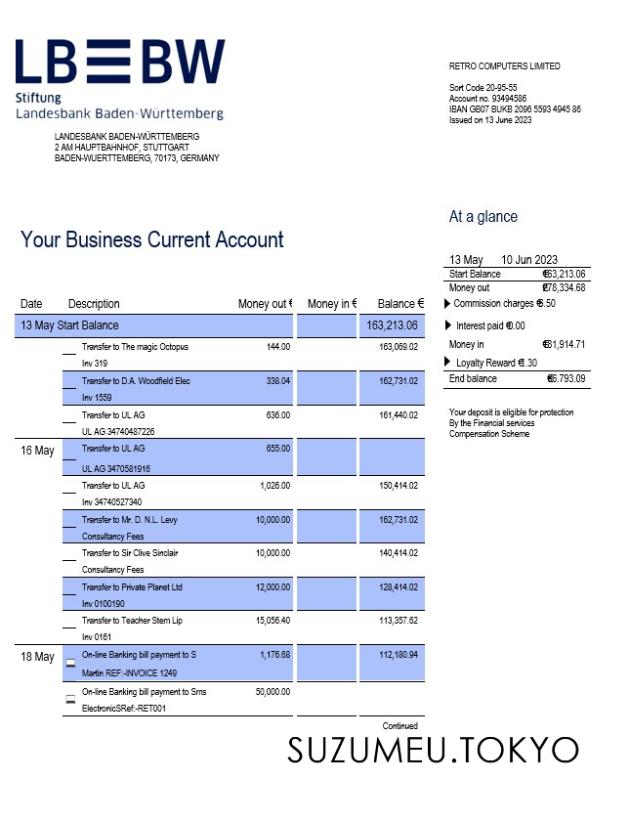 LBBW
Stiftung
Landesbank Baden-Württemberg
LANDESBANK BADEN-WÜRTTEMBERG
2 AM HAUPTBAHNHOF, STUTTGART
BADEN-WUERTTEMBERG, 70173, GERMANY
RETRO COMPUTERS LIMITED
Sort Code 20-95-55
Account no. 93494586
IBAN GB07 BUKB 2096 5593 4945 86
Issued on 13 June 2023
At a glance
13 May 10 Jun 2023
Start Balance €63,213.06
Money out €78,334.68
Commission charges €6.50
Interest paid €0.00
Money in €81,914.71
Loyalty Reward €1.30
End balance €6.793.09
Your deposit is eligible for protection
By the Financial services
Compensation Scheme
Your Business Current Account
Date Description Money out € Money in € Balance €
13 May Start Balance 163,213.06
Transfer to The magic Octopus 144.00 163,069.02
Inv 319
Transfer to D.A. Woodfield Elec 338.04 162,731.02
Inv 1559
Transfer to UL AG 636.00 161,440.02
UL AG 34740487226
16 May Transfer to UL AG 655.00
UL AG 3470581916
Transfer to UL AG 1,026.00 150,414.02
Inv 34740527340
Transfer to Mr. D. N.L. Levy 10,000.00 162,731.02
Consultancy Fees
Transfer to Sir Clive Sinclair 10,000.00 140,414.02
Consultancy Fees
Transfer to Private Planet Ltd 12,000.00 128,414.02
Inv 0100190
Transfer to Teacher Stem Lip 15,056.40 113,357.62
Inv 0161
18 May On-line Banking bill payment to S 1,176.68 112,180.94
Martin REF:-INVOICE 1249
On-line Banking bill payment to Sms 50,000.00
ElectronicSRef:-RET001
Continued
SUZUMEU.TOKYO